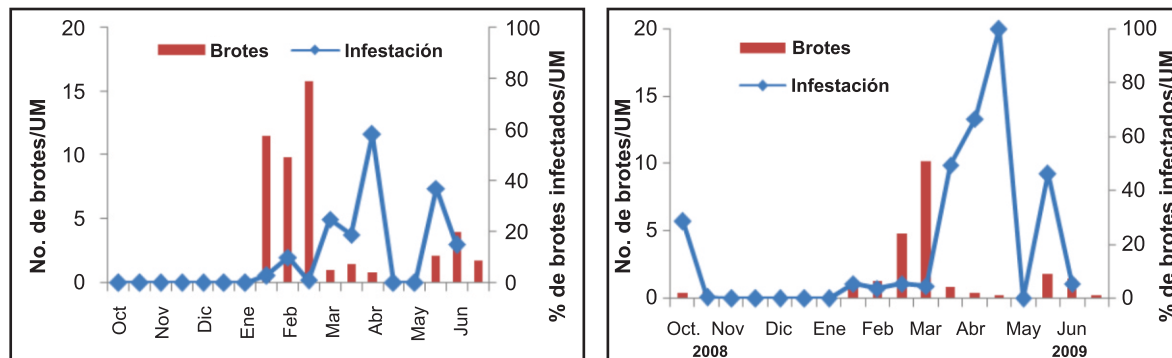 20
15
10
5
0
No. de brotes/UM
Brotes
Infestación
100
80
60
40
20
0
% de brotes infectados/UM
Oct
Nov
Dic
Ene
Feb
Mar
Abr
May
Jun
20
15
10
5
0
No. de brotes/UM
Brotes
Infestación
100
80
60
40
20
0
% de brotes infectados/UM
Oct. Nov Dic Ene Feb Mar Abr May Jun
2008 2009